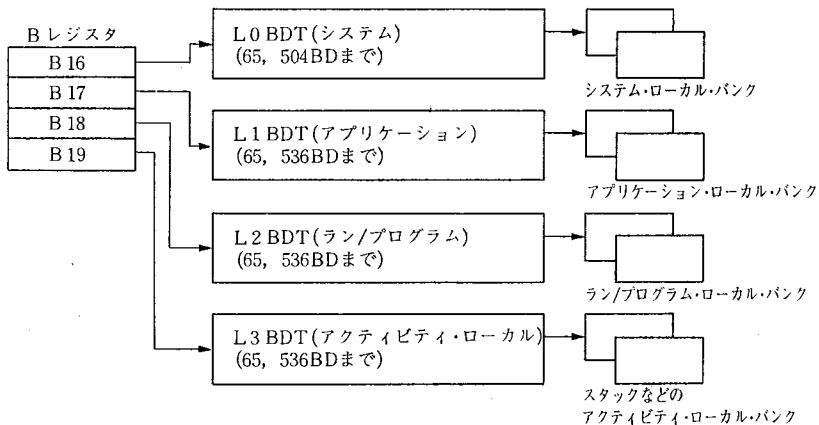 Bレジスタ
B16
B17
B18
B19
L0 BDT(システム)
(65, 504BDまで)
システム・ローカル・バンク
L1 BDT(アプリケーション)
(65, 536BDまで)
アプリケーション・ローカル・バンク
L2 BDT(ラン/プログラム)
(65, 536BDまで)
ラン/プログラム・ローカル・バンク
L3 BDT(アクティビティ・ローカル)
(65, 536BDまで)
スタックなどの
アクティビティ・ローカル・バンク